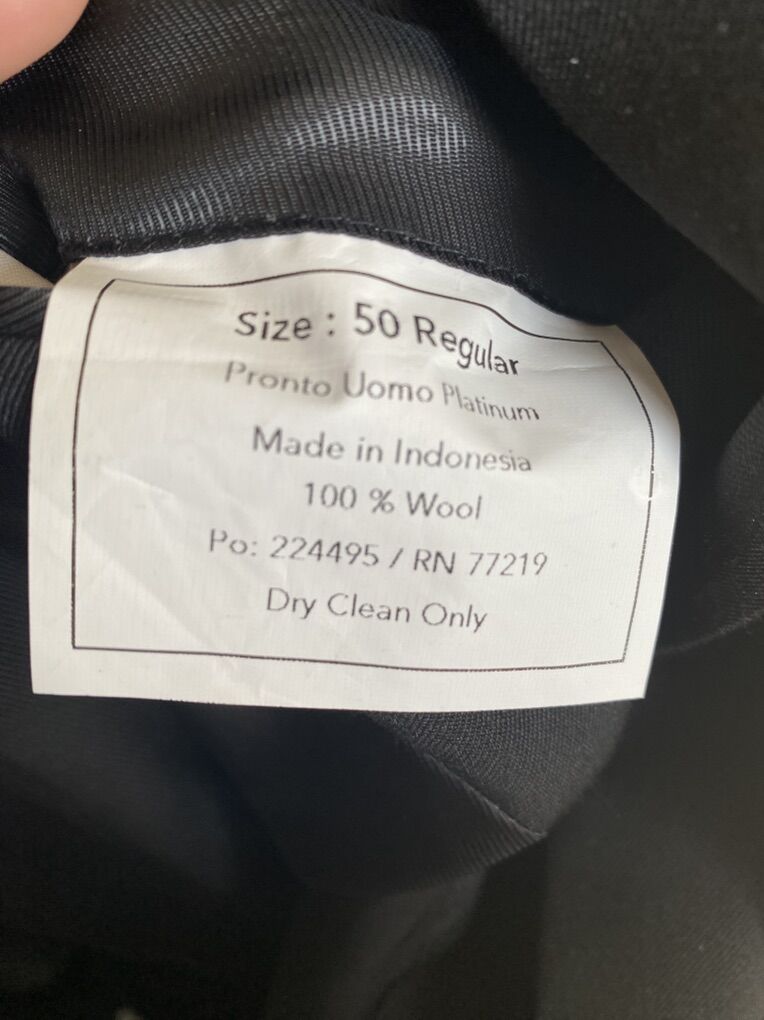 Size : 50 Regular
Pronto Uomo Platinum
Made in Indonesia
100 % Wool
Po: 224495 / RN 77219
Dry Clean Only